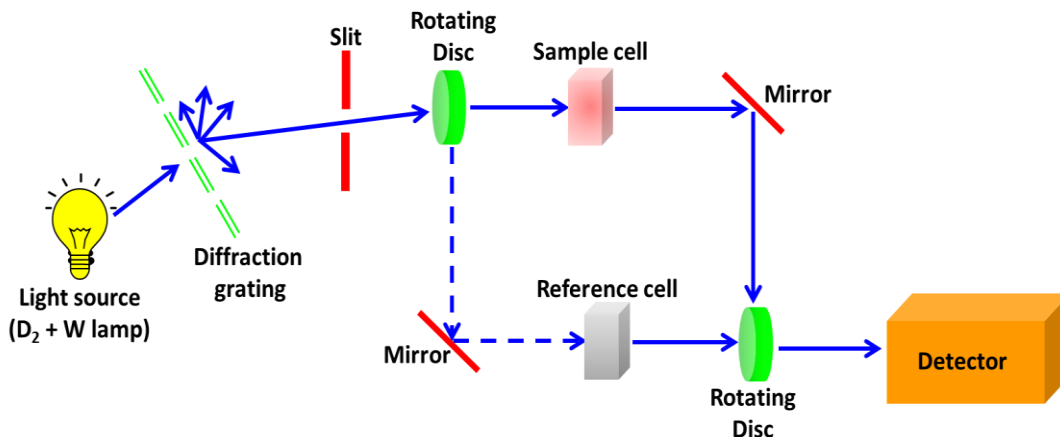 Slit
Rotating
Disc
Sample cell
Mirror
Diffraction
grating
Light source
(D₂ + W lamp)
Mirror
Reference cell
Rotating
Disc
Detector